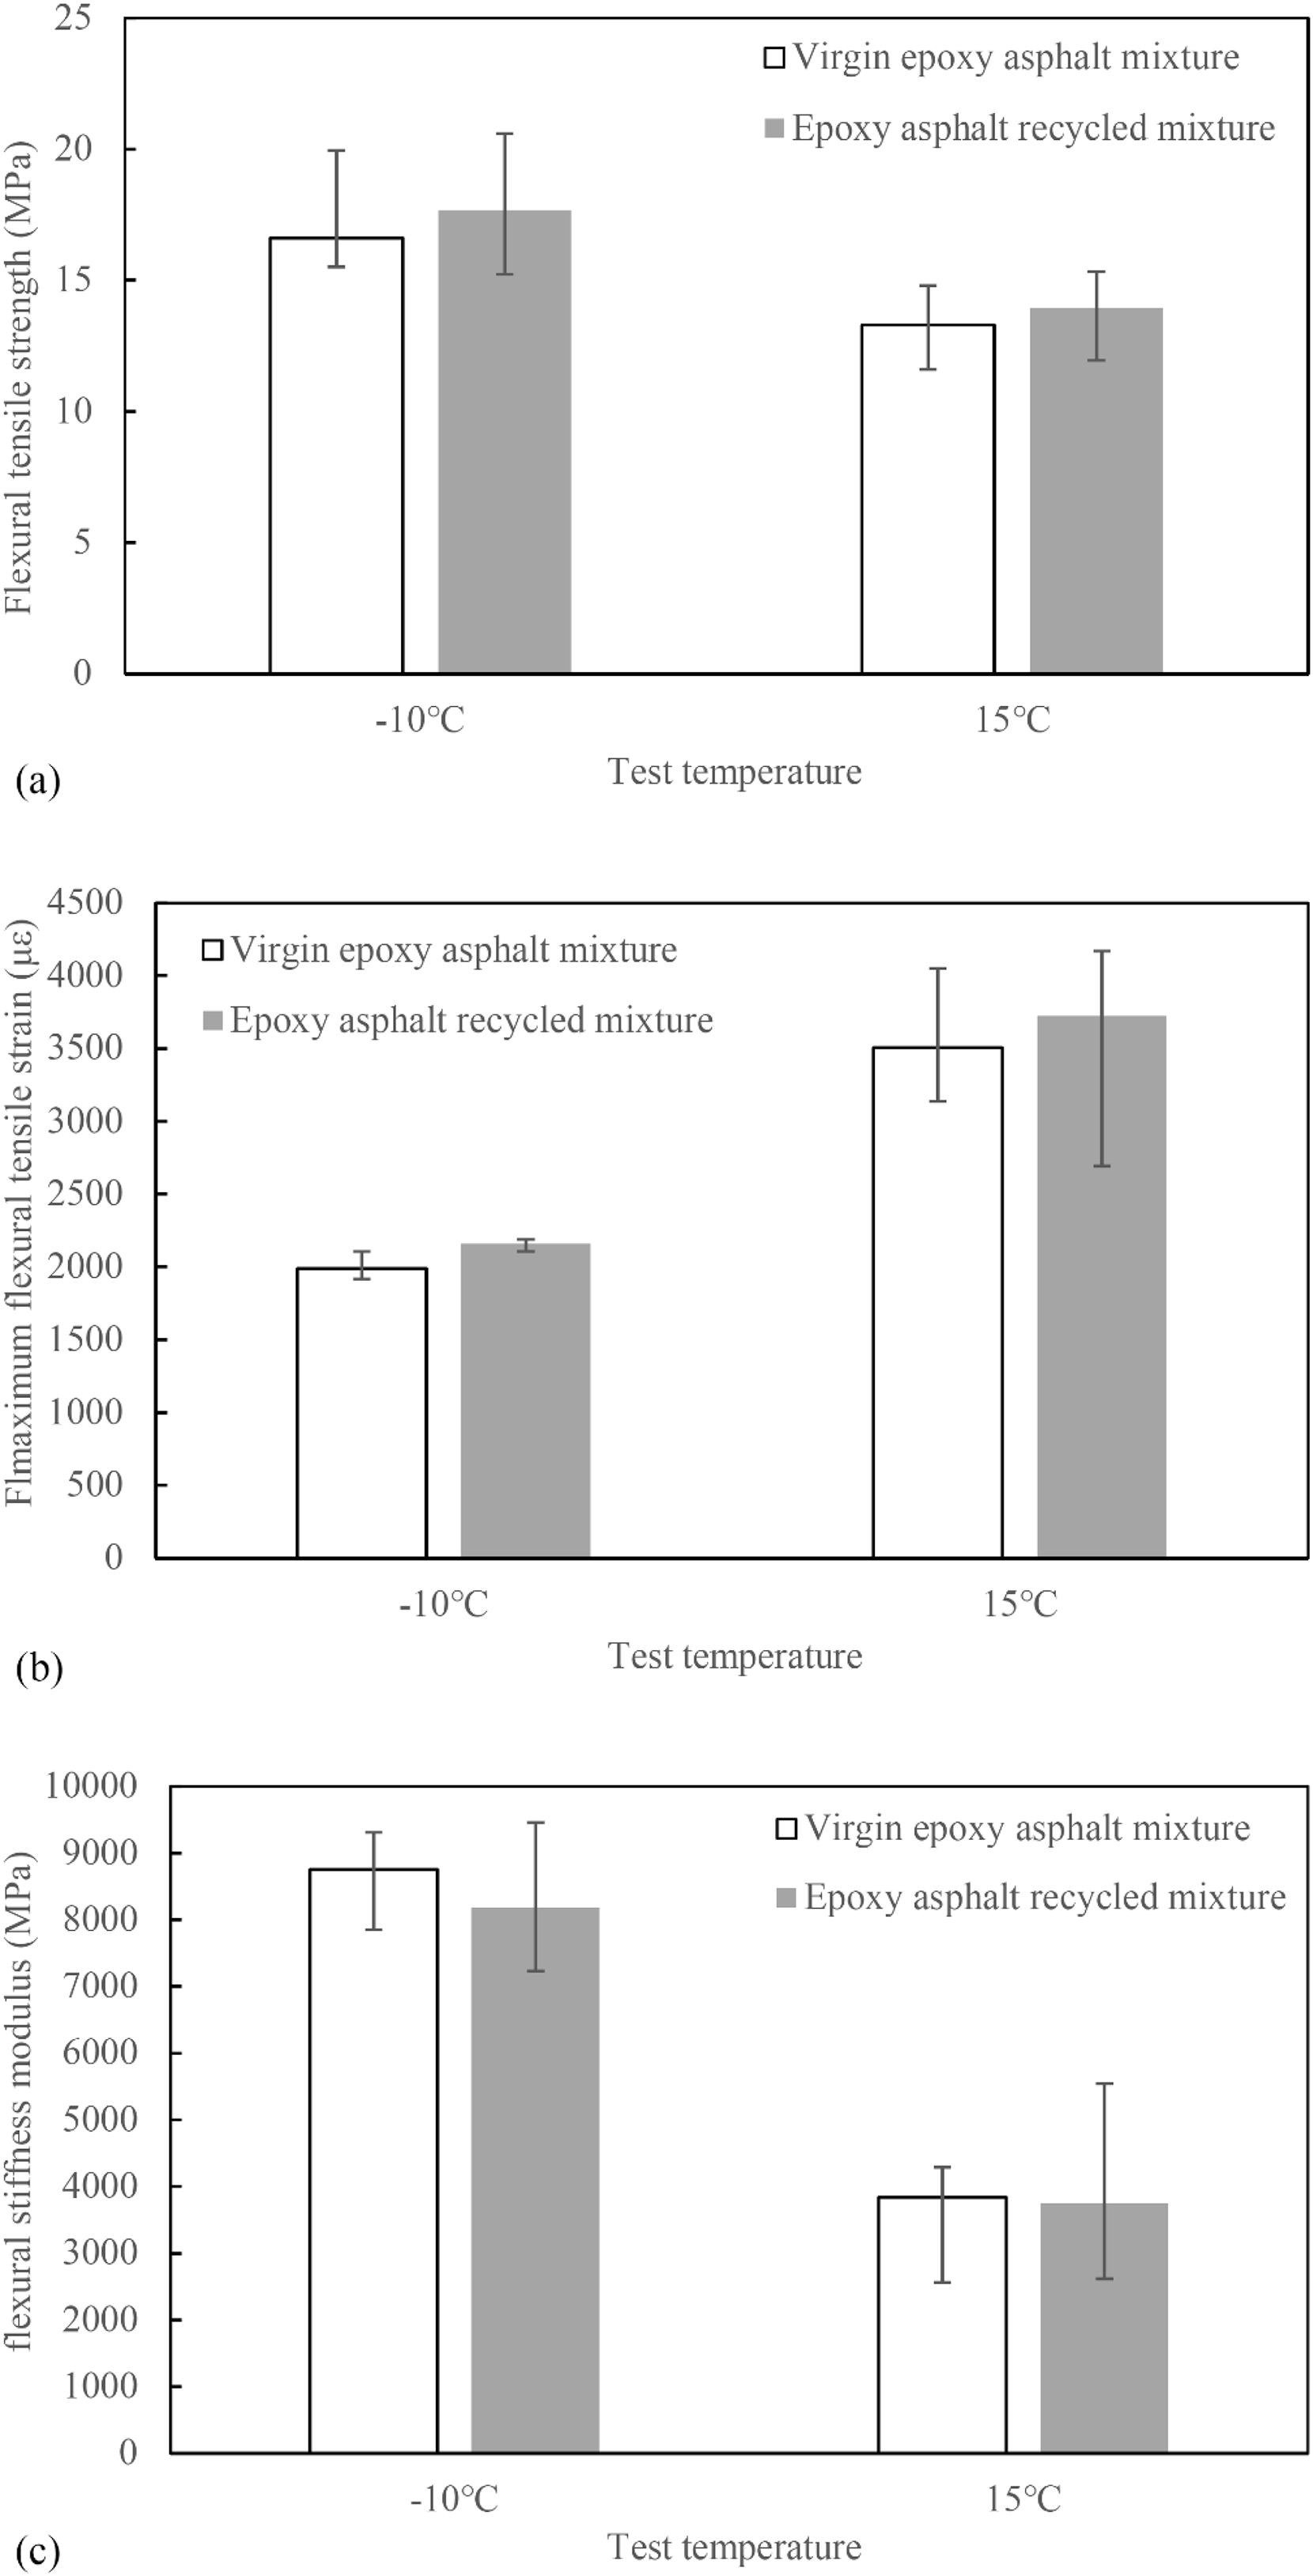 25
Virgin epoxy asphalt mixture
Epoxy asphalt recycled mixture
20
15
10
5
0
Flexural tensile strength (MPa)
-10℃ 15℃
Test temperature
(a)
4500
Virgin epoxy asphalt mixture
4000
Epoxy asphalt recycled mixture
3500
3000
2500
2000
1500
1000
500
0
Flmaximum flexural tensile strain (με)
-10℃ 15℃
Test temperature
(b)
10000
Virgin epoxy asphalt mixture
9000
Epoxy asphalt recycled mixture
8000
7000
6000
5000
4000
3000
2000
1000
0
flexural stiffness modulus (MPa)
-10℃ 15℃
Test temperature
(c)